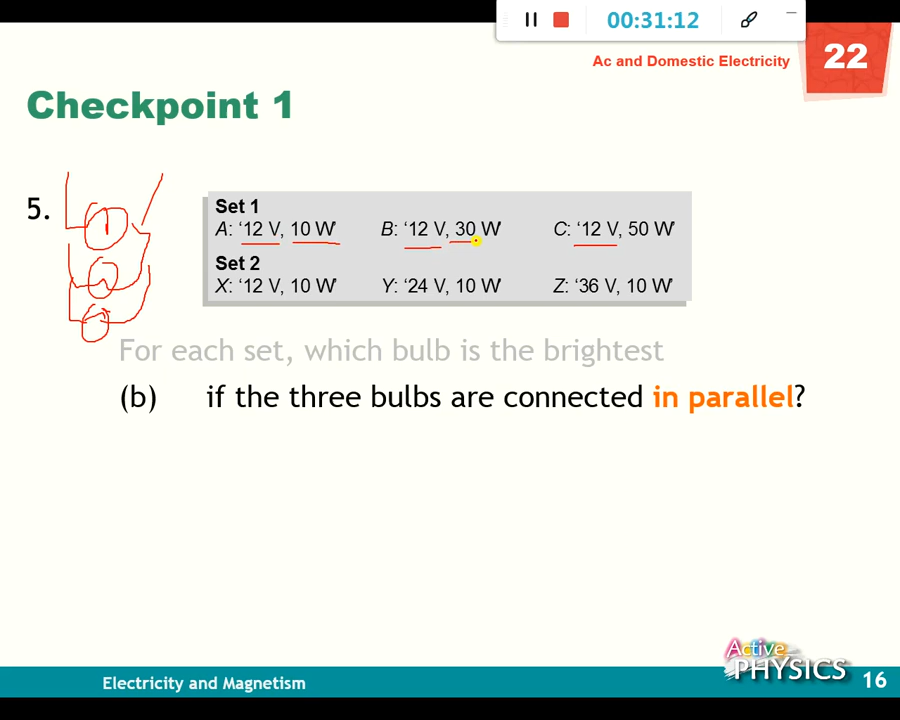 00:31:12
Ac and Domestic Electricity 22
Checkpoint 1
5.
Set 1
A: ‘12 V, 10 W’ B: ‘12 V, 30 W’ C: ‘12 V, 50 W’
Set 2
X: ‘12 V, 10 W’ Y: ‘24 V, 10 W’ Z: ‘36 V, 10 W’
For each set, which bulb is the brightest
(b) if the three bulbs are connected in parallel?
Active
PHYSICS
Electricity and Magnetism 16